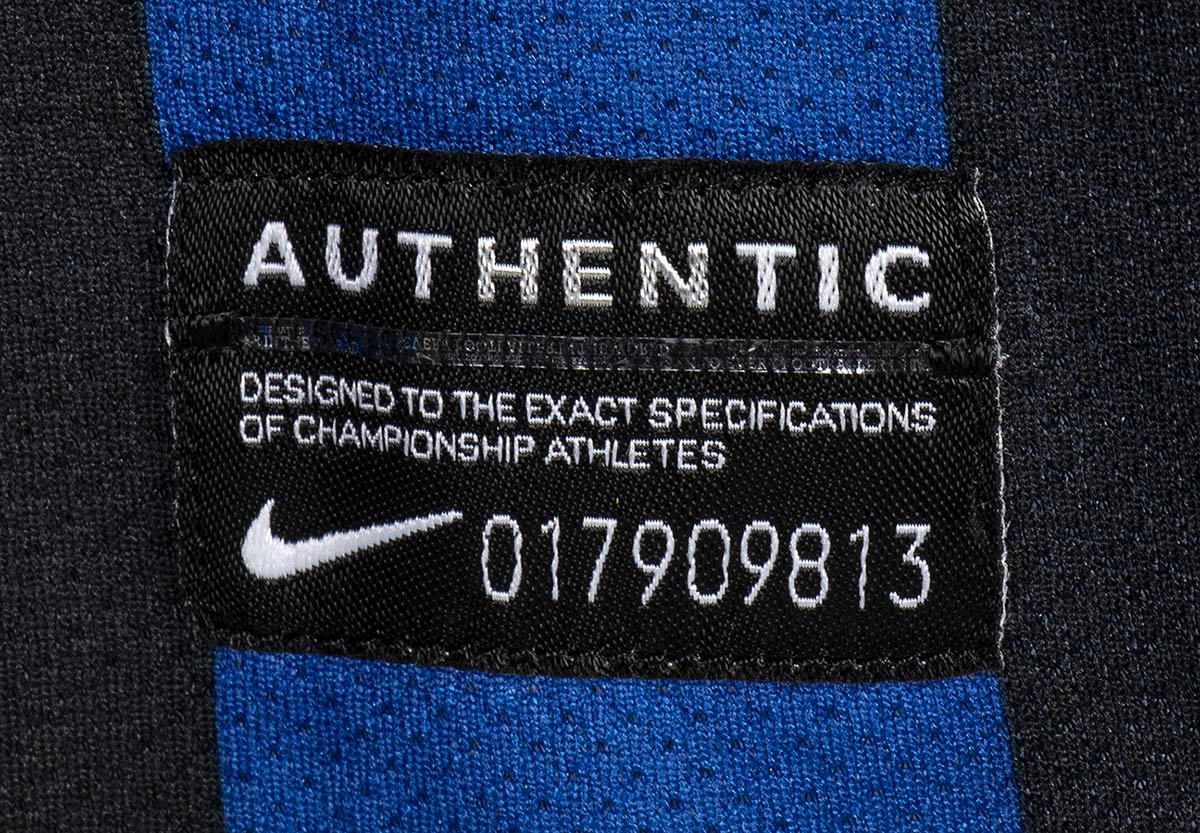 AUTHENTIC
DESIGNED TO THE EXACT SPECIFICATIONS
OF CHAMPIONSHIP ATHLETES
017909813